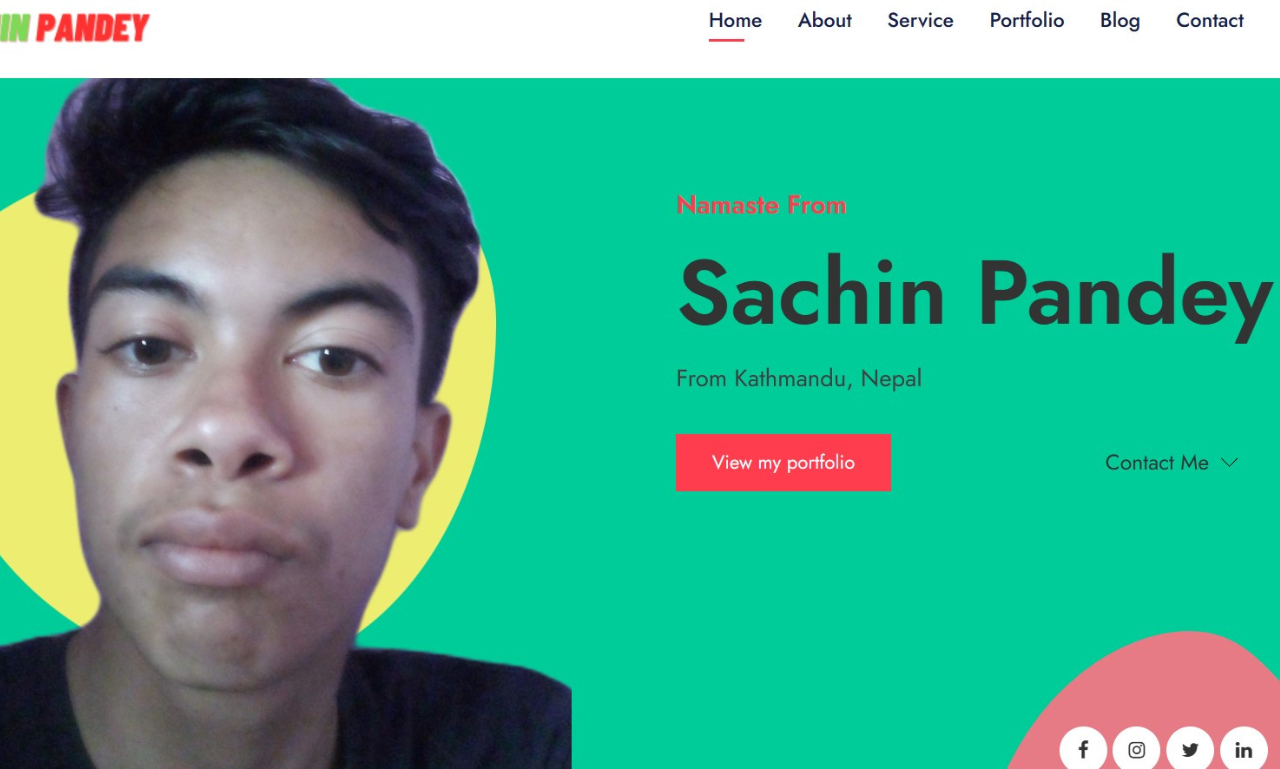 IN PANDEY
Home About Service Portfolio Blog Contact
Namaste From
Sachin Pandey
From Kathmandu, Nepal
View my portfolio
Contact Me